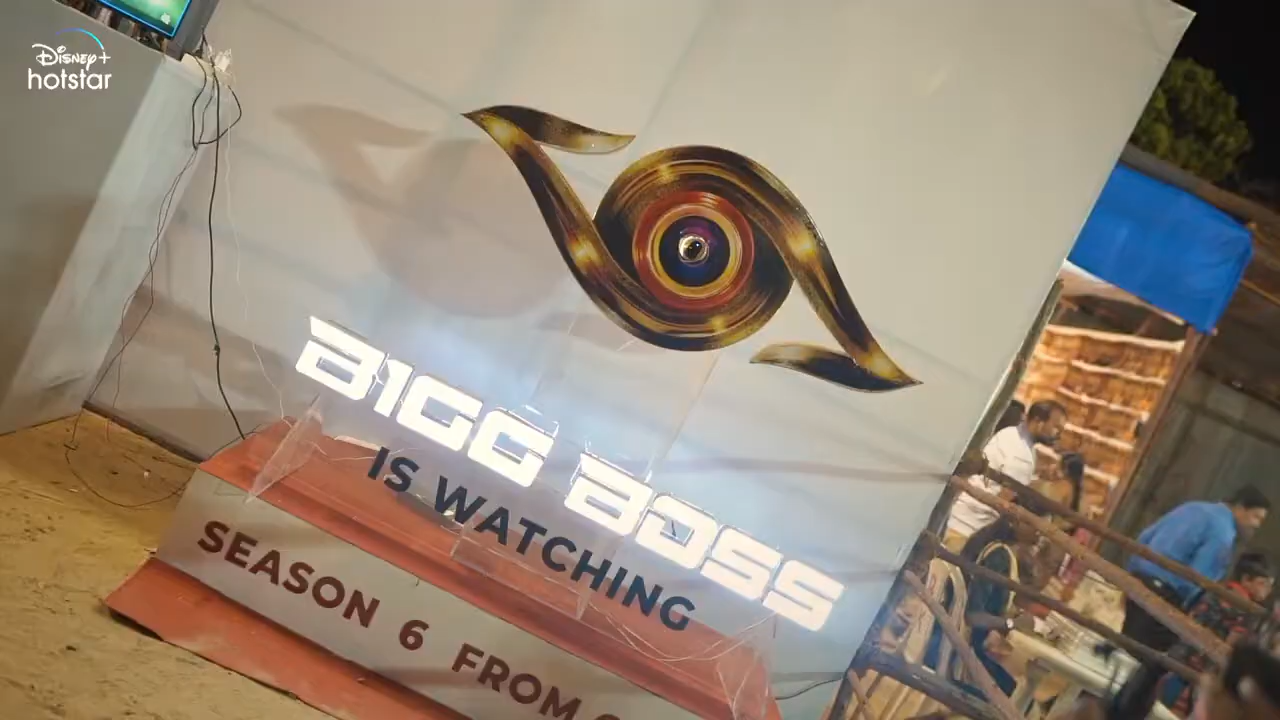 Disney+
hotstar
BIGG BOSS
IS WATCHING
SEASON 6 FROM